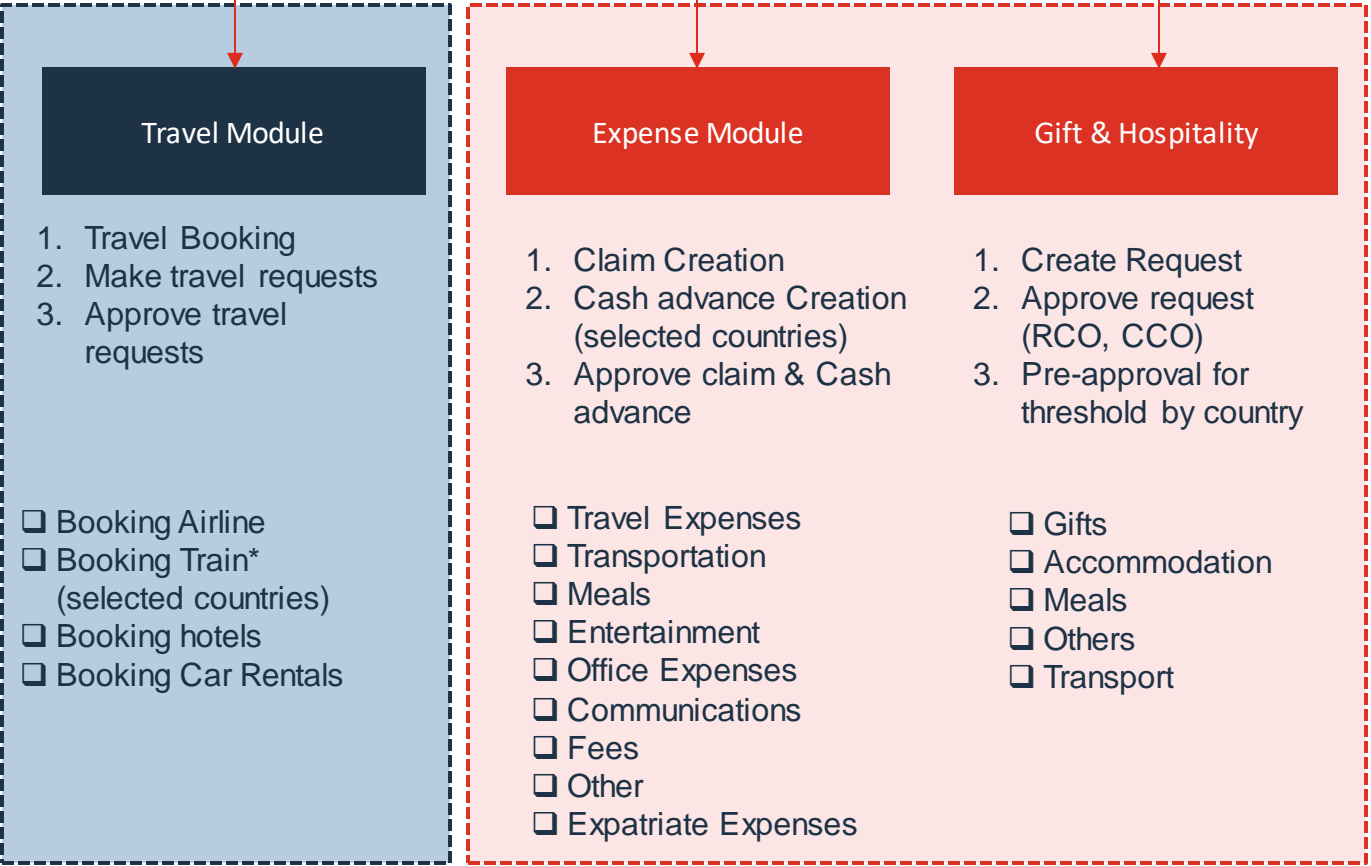 Travel Module
1. Travel Booking
2. Make travel requests
3. Approve travel
requests
❑ Booking Airline
❑ Booking Train*
(selected countries)
❑ Booking hotels
❑ Booking Car Rentals
Expense Module
1. Claim Creation
2. Cash advance Creation
(selected countries)
3. Approve claim & Cash
advance
❑ Travel Expenses
❑ Transportation
❑ Meals
❑ Entertainment
❑ Office Expenses
❑ Communications
❑ Fees
❑ Other
❑ Expatriate Expenses
Gift & Hospitality
1. Create Request
2. Approve request
(RCO, CCO)
3. Pre-approval for
threshold by country
❑ Gifts
❑ Accommodation
❑ Meals
❑ Others
❑ Transport